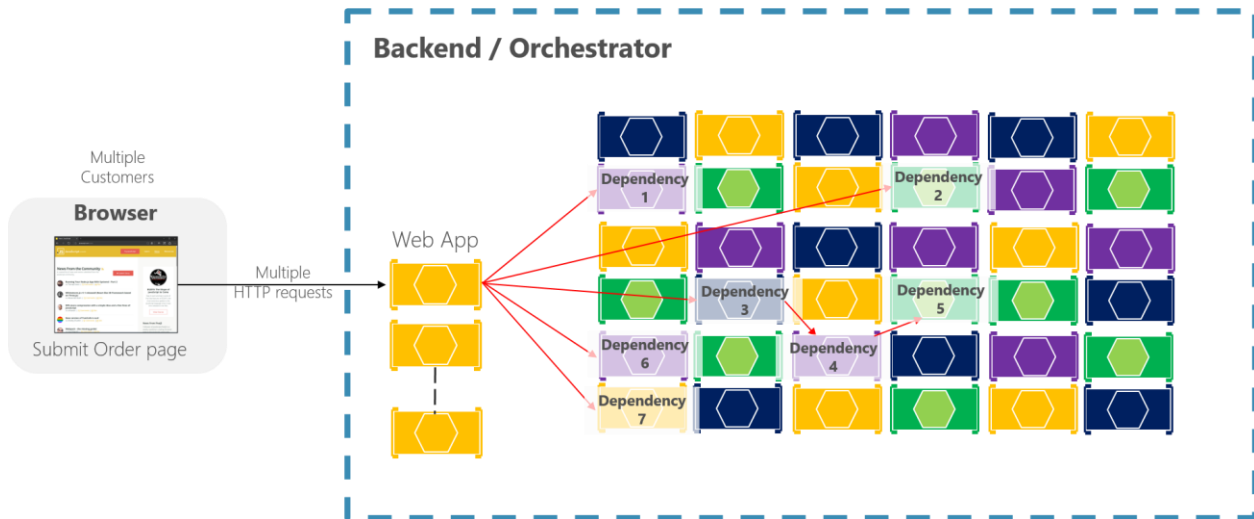 Backend / Orchestrator
Multiple
Customers
Browser
Submit Order page
Multiple
HTTP requests
Web App
Dependency
1
Dependency
2
Dependency
3
Dependency
5
Dependency
6
Dependency
4
Dependency
7